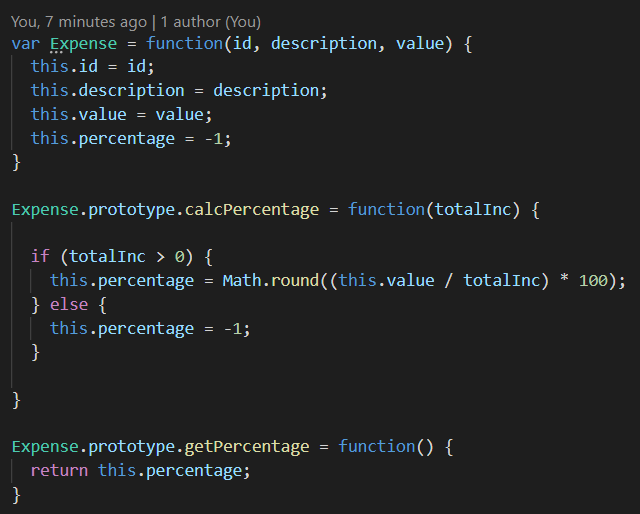 You, 7 minutes ago | 1 author (You)
var Expense = function(id, description, value) {
  this.id = id;
  this.description = description;
  this.value = value;
  this.percentage = -1;
}
Expense.prototype.calcPercentage = function(totalInc) {
  if (totalInc > 0) {
    this.percentage = Math.round((this.value / totalInc) * 100);
  } else {
    this.percentage = -1;
  }
}
Expense.prototype.getPercentage = function() {
  return this.percentage;
}